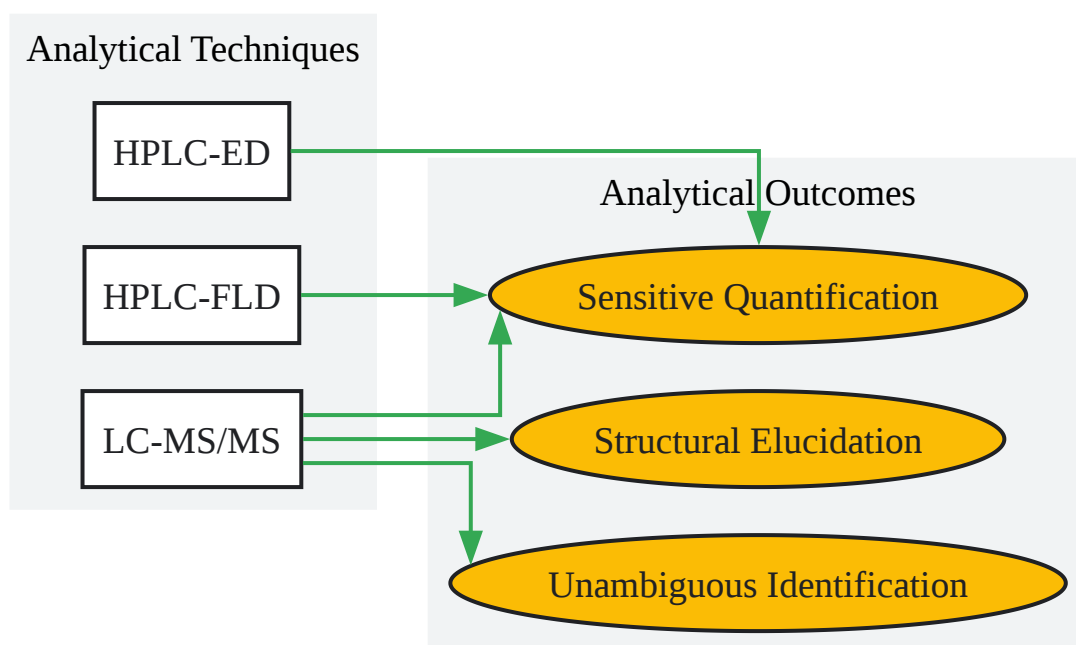 Analytical Techniques
HPLC-ED
HPLC-FLD
LC-MS/MS
Analytical Outcomes
Sensitive Quantification
Structural Elucidation
Unambiguous Identification